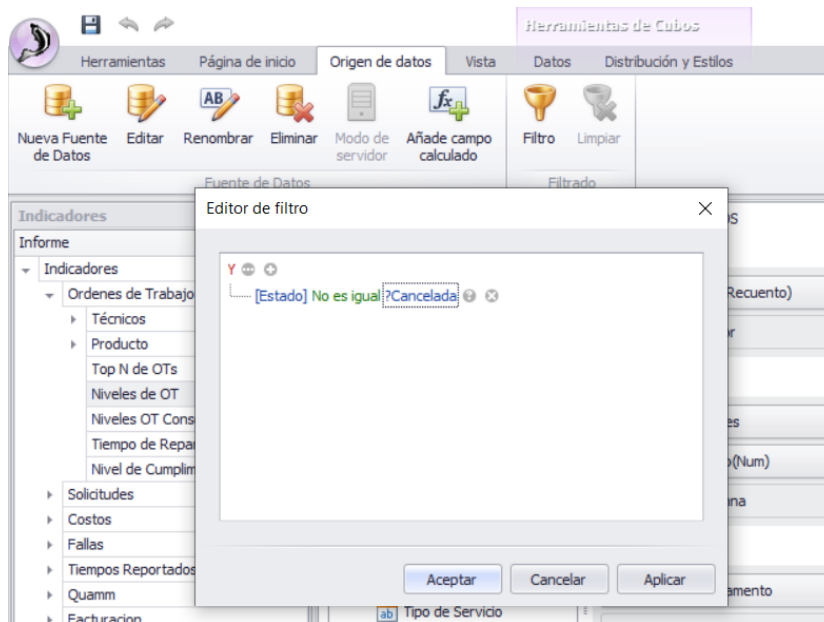 Herramientas de Cubos
Herramientas Página de inicio Origen de datos Vista Datos Distribución y Estilos
Nueva Fuente de Datos
Editar
Renombrar
Eliminar
Modo de servidor
Añade campo calculado
Filtro
Limpiar
Fuente de Datos
Filtrado
Indicadores
Informe
Indicadores
Ordenes de Trabajo
Técnicos
Producto
Top N de OTs
Niveles de OT
Niveles OT Cons
Tiempo de Repar
Nivel de Cumplim
Solicitudes
Costos
Fallas
Tiempos Reportados
Quamm
Facturacion
Editor de filtro
Y
[Estado] No es igual ?Cancelada
Aceptar Cancelar Aplicar
Recuento)
es
o(Num)
na
amento
ab Tipo de Servicio